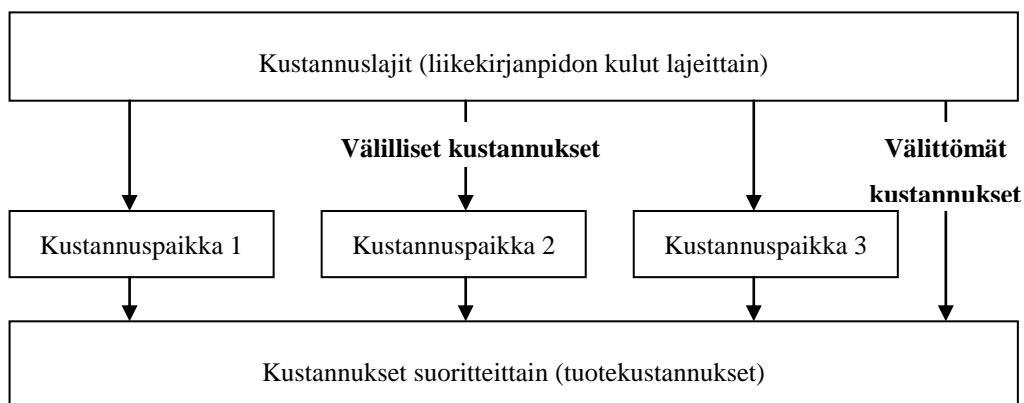 Kustannuslajit (liikekirjanpidon kulut lajeittain)
Välilliset kustannukset
Välittömät
kustannukset
Kustannuspaikka 1
Kustannuspaikka 2
Kustannuspaikka 3
Kustannukset suoritteittain (tuotekustannukset)